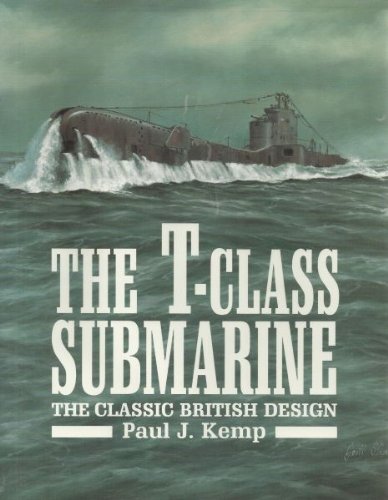 THE T-CLASS
SUBMARINE
THE CLASSIC BRITISH DESIGN
Paul J. Kemp